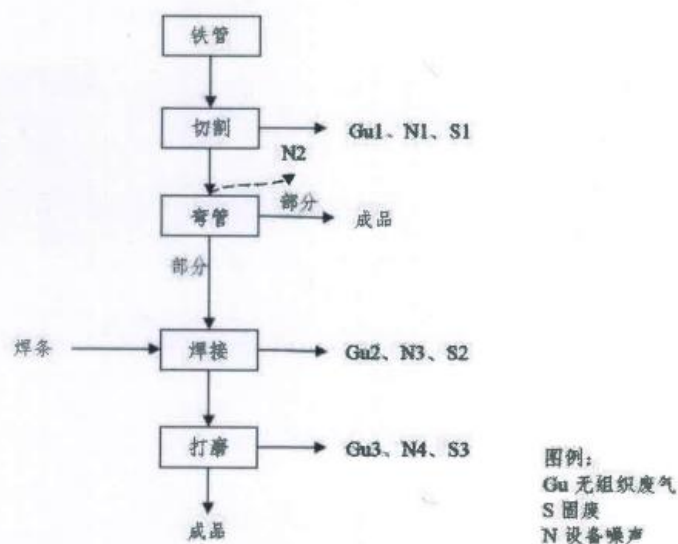 铁管
切割
Gu1、N1、S1
N2
弯管
部分
成品
部分
焊条
焊接
Gu2、N3、S2
打磨
Gu3、N4、S3
成品
图例：
Gu 无组织废气
S 固废
N 设备噪声